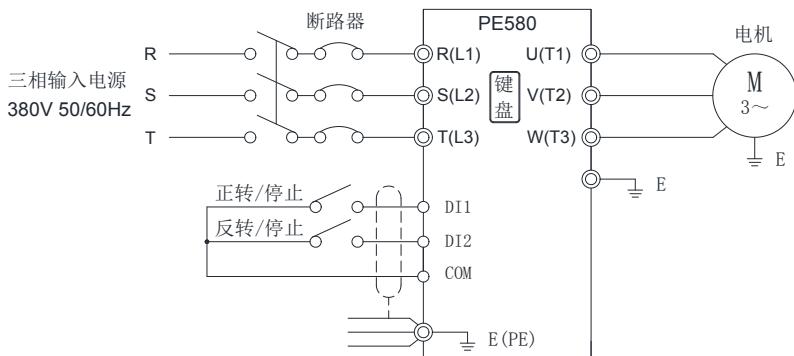 断路器
PE580
电机
R
R(L1)
U(T1)
三相输入电源
S
S(L2)
键盘
V(T2)
M
3～
380V 50/60Hz
T
T(L3)
W(T3)
E
E
正转/停止
DI1
反转/停止
DI2
COM
E(PE)